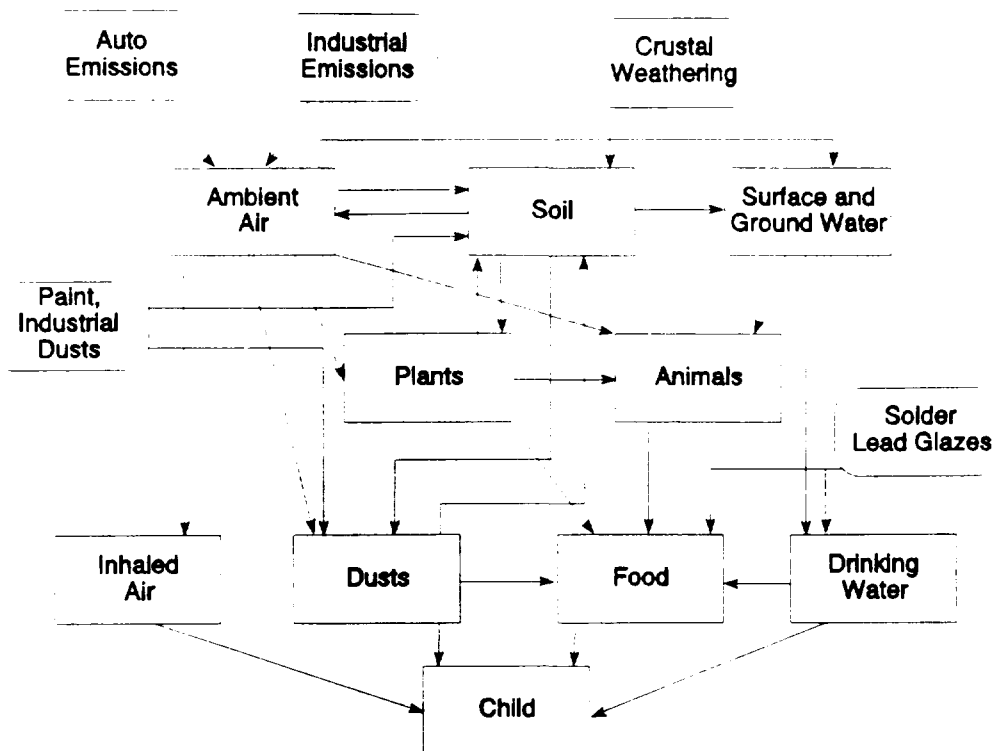 Auto
Emissions
Industrial
Emissions
Crustal
Weathering
Ambient
Air
Soil
Surface and
Ground Water
Paint,
Industrial
Dusts
Plants
Animals
Solder
Lead Glazes
Inhaled
Air
Dusts
Food
Drinking
Water
Child